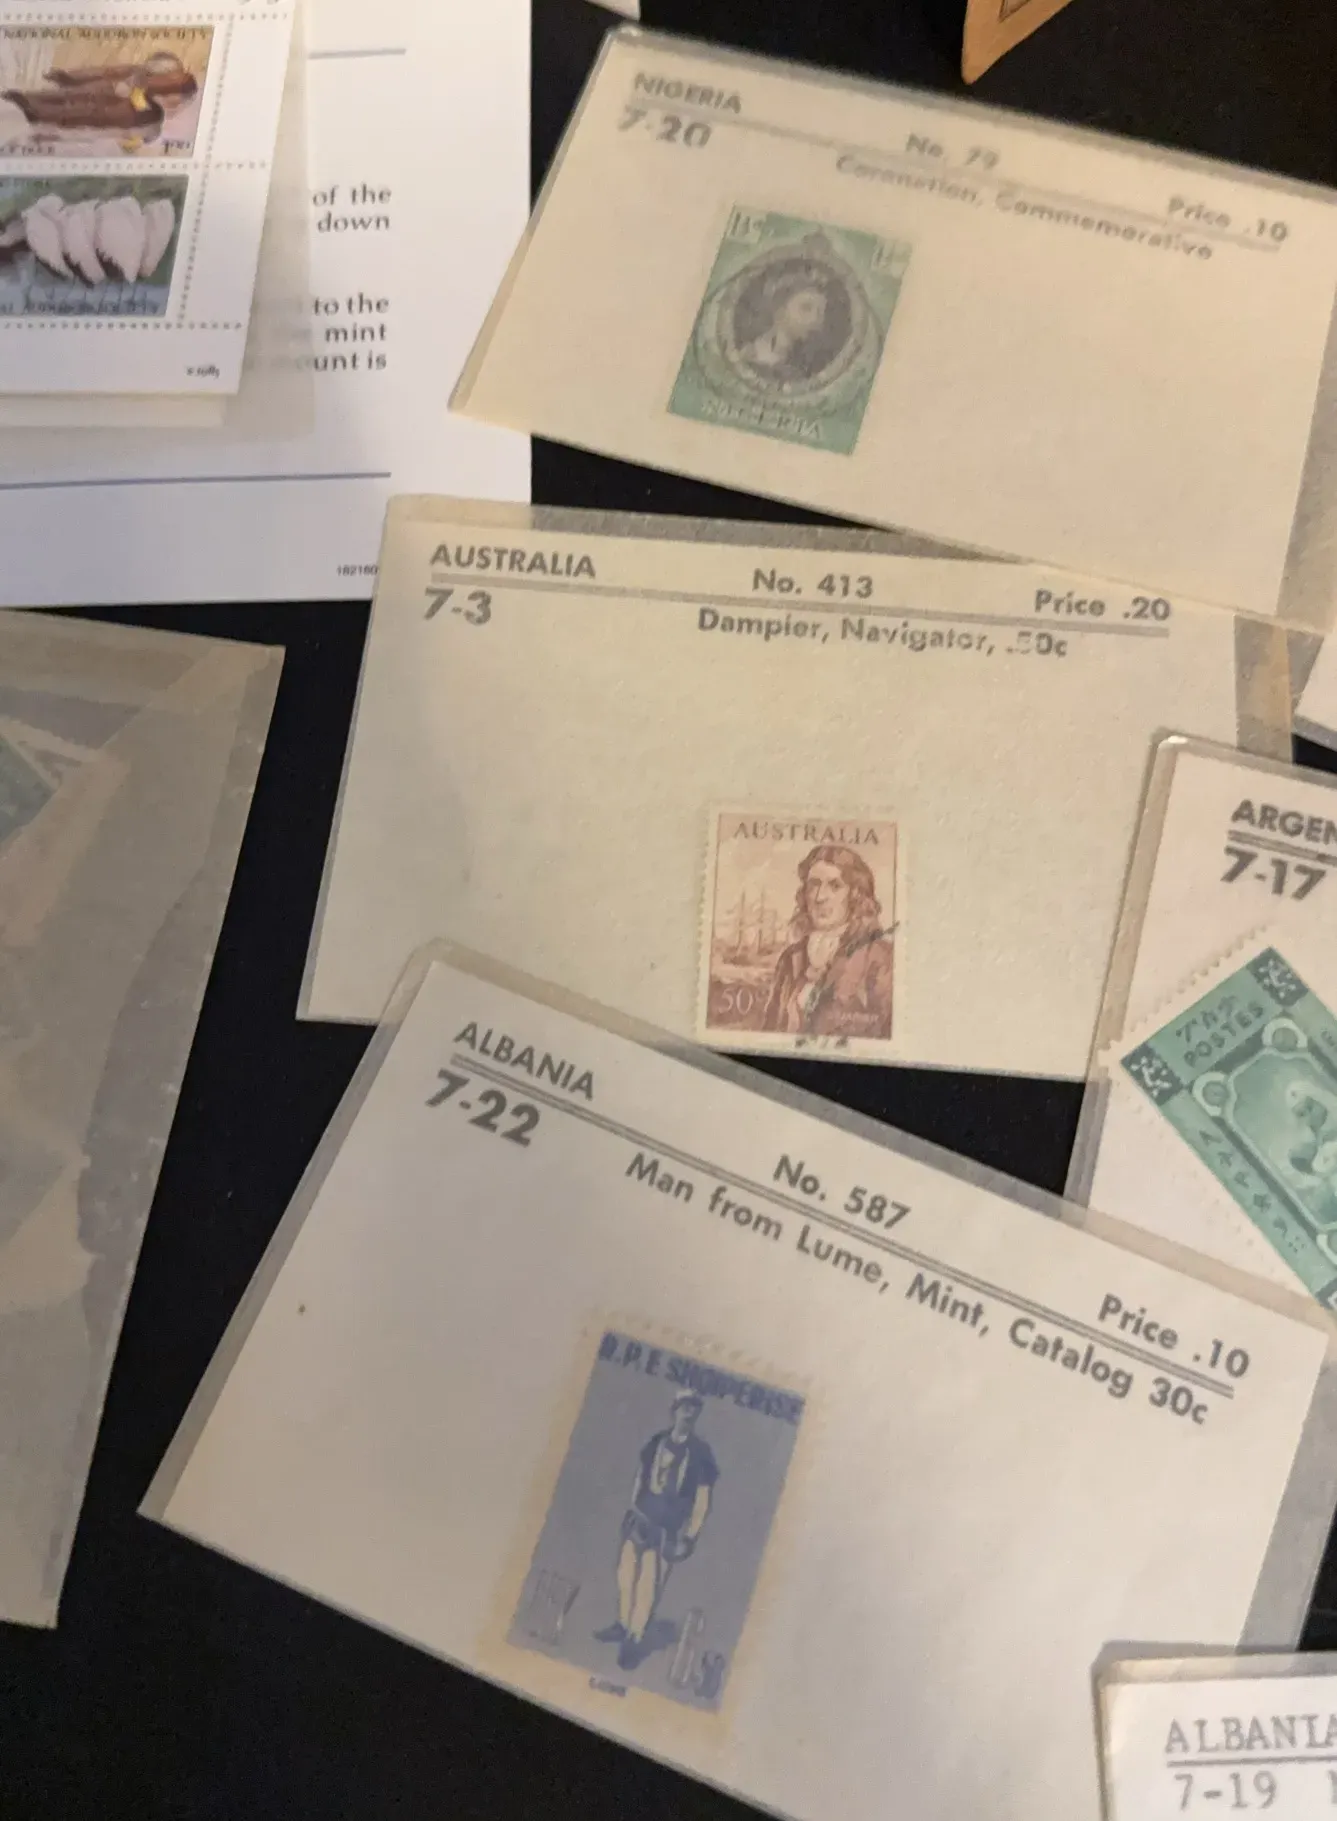 of the
down
to the
mint
ount is
182160
NIGERIA
7-20
No. 79
Price .10
Coronation, Commemorative
NIGERIA
AUSTRALIA
7-3
No. 413
Price .20
Dampier, Navigator, .50c
AUSTRALIA
50c
ARGEN
7-17
POSTES
ALBANIA
7-22
No. 587
Price .10
Man from Lume, Mint, Catalog 30c
R.P.E SHQIPERISE
ALBANIA
7-19